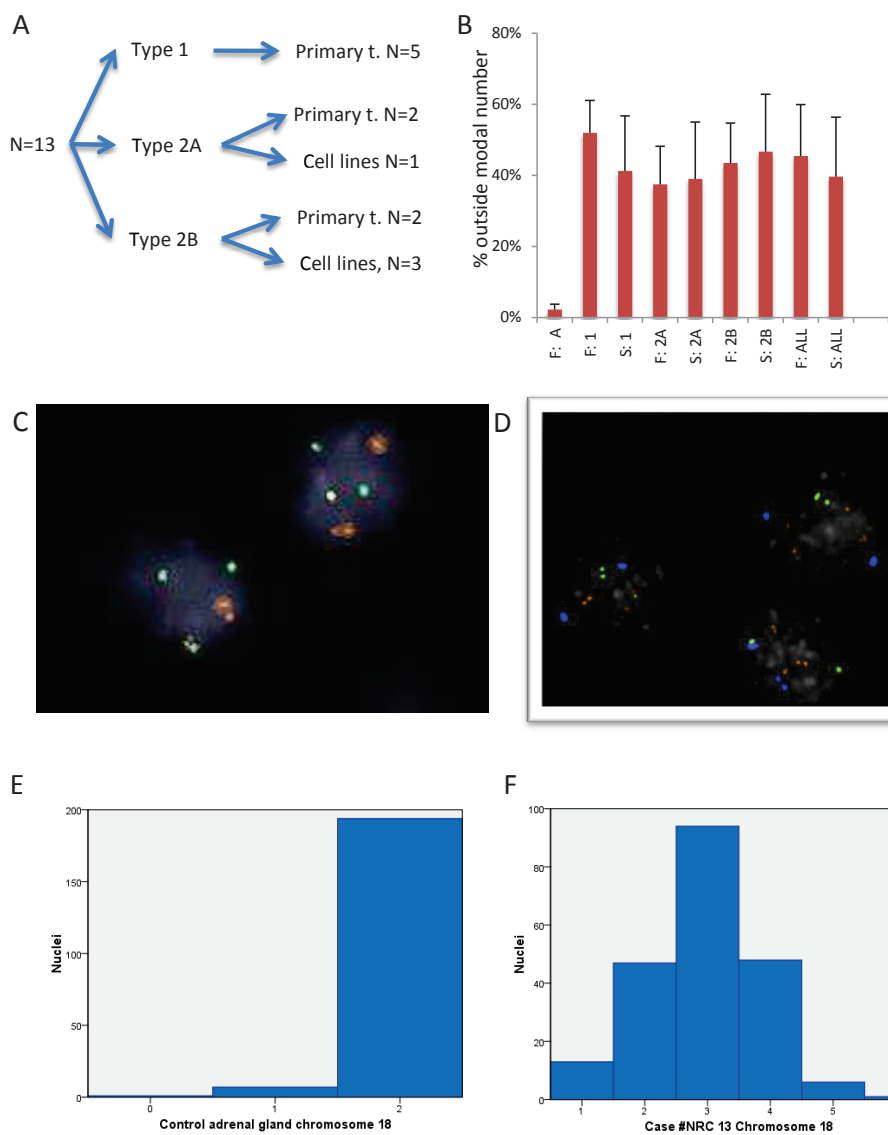 A
N=13
Type 1
Primary t. N=5
Type 2A
Primary t. N=2
Cell lines N=1
Type 2B
Primary t. N=2
Cell lines, N=3
B
% outside modal number
80%
60%
40%
20%
0%
F: A
F: 1
S: 1
F: 2A
S: 2A
F: 2B
S: 2B
F: ALL
S: ALL
C
D
E
Nuclei
200
150
100
50
0
0
1
2
Control adrenal gland chromosome 18
F
Nuclei
100
80
60
40
20
0
1
2
3
4
5
Case #NRC 13 Chromosome 18